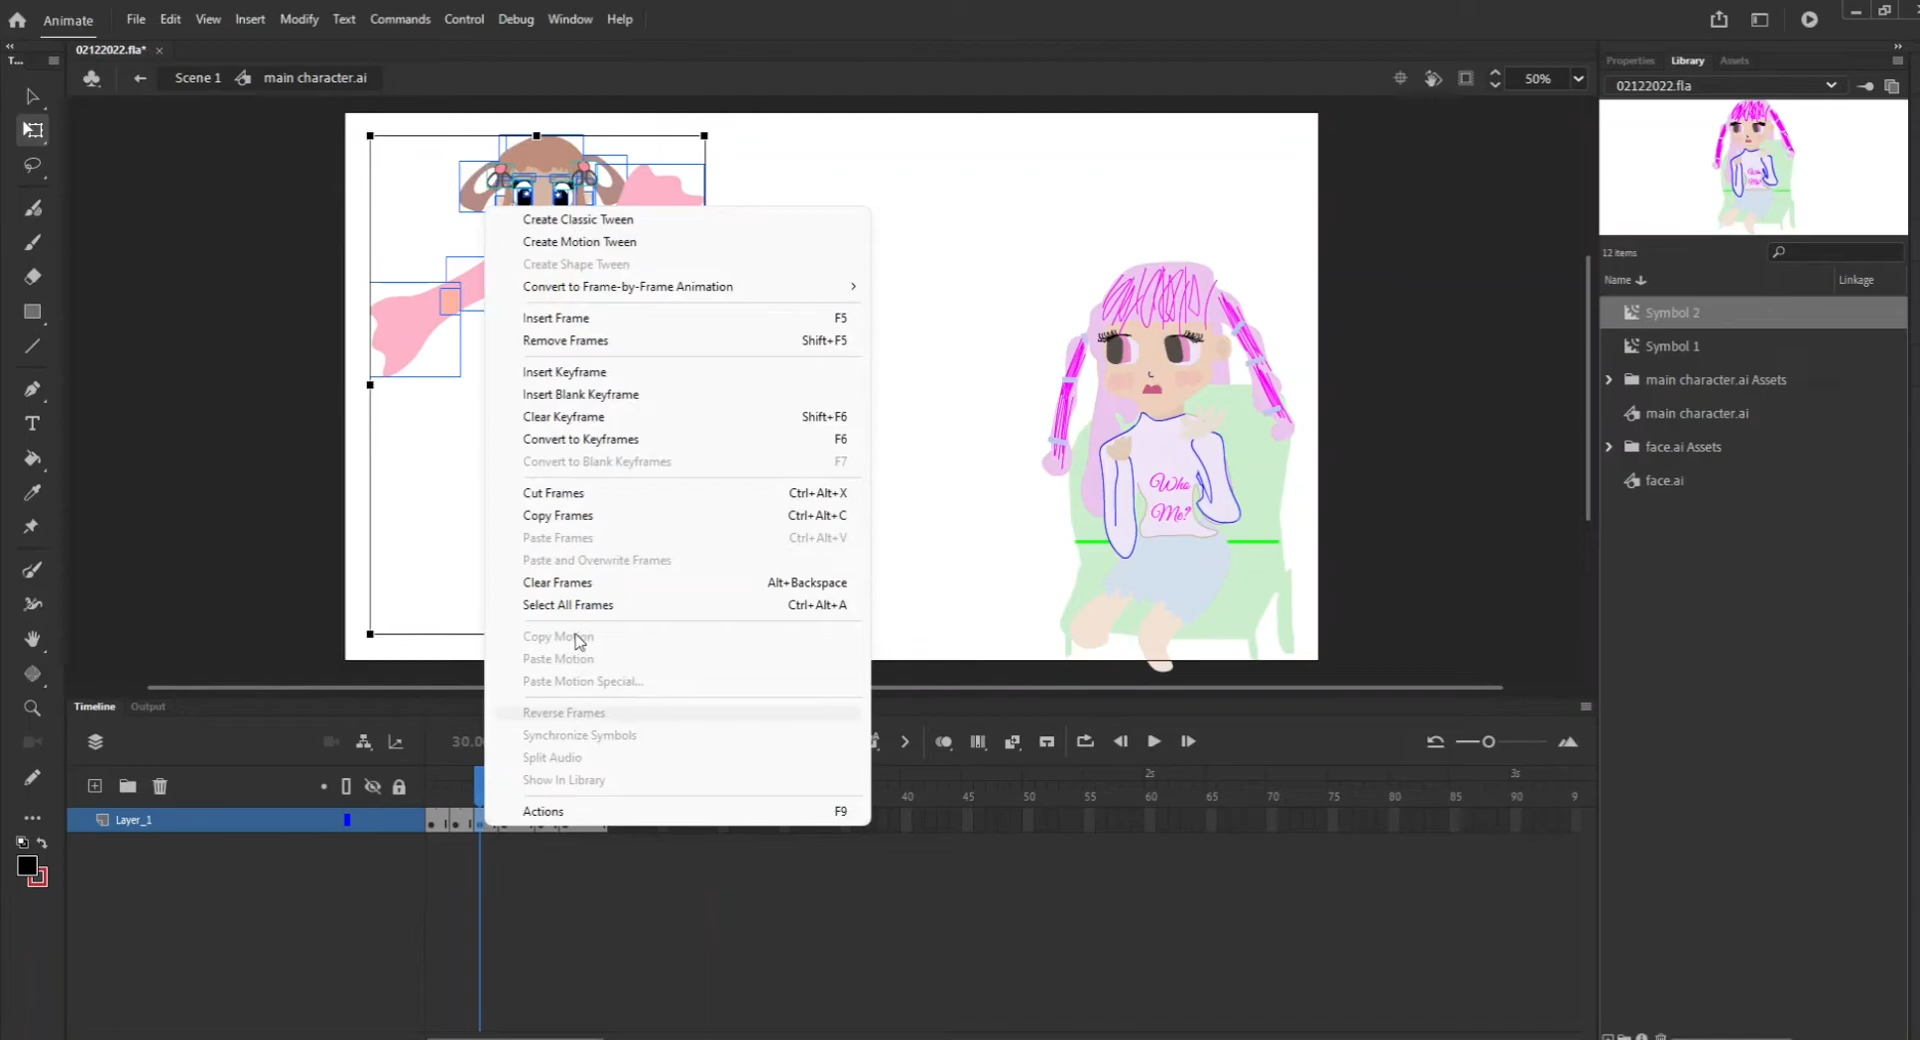 Animate File Edit View Insert Modify Text Commands Control Debug Window Help
02122022.fla*
T...
Scene 1 main character.ai 50%
Properties Library Assets
02122022.fla
12 items
Name Linkage
Symbol 2
Symbol 1
main character.ai Assets
main character.ai
face.ai Assets
face.ai
Create Classic Tween
Create Motion Tween
Create Shape Tween
Convert to Frame-by-Frame Animation
Insert Frame F5
Remove Frames Shift+F5
Insert Keyframe
Insert Blank Keyframe
Clear Keyframe Shift+F6
Convert to Keyframes F6
Convert to Blank Keyframes F7
Cut Frames Ctrl+Alt+X
Copy Frames Ctrl+Alt+C
Paste Frames Ctrl+Alt+V
Paste and Overwrite Frames
Clear Frames Alt+Backspace
Select All Frames Ctrl+Alt+A
Copy Motion
Paste Motion
Paste Motion Special...
Reverse Frames
Synchronize Symbols
Split Audio
Show In Library
Actions F9
Who
Me?
Timeline Output
2s 3s
40 45 50 55 60 65 70 75 80 85 90 9
Layer_1